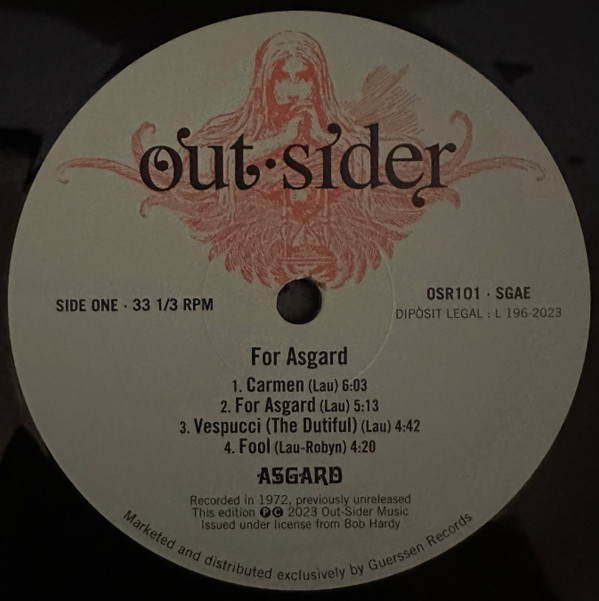 out·sider
SIDE ONE · 33 1/3 RPM
OSR101 · SGAE
DIPÒSIT LEGAL : L 196-2023
For Asgard
1. Carmen (Lau) 6:03
2. For Asgard (Lau) 5:13
3. Vespucci (The Dutiful) (Lau) 4:42
4. Fool (Lau-Robyn) 4:20
ASGARD
Recorded in 1972, previously unreleased
This edition Ⓟ Ⓒ 2023 Out-Sider Music
Issued under license from Bob Hardy
Marketed and distributed exclusively by Guerssen Records